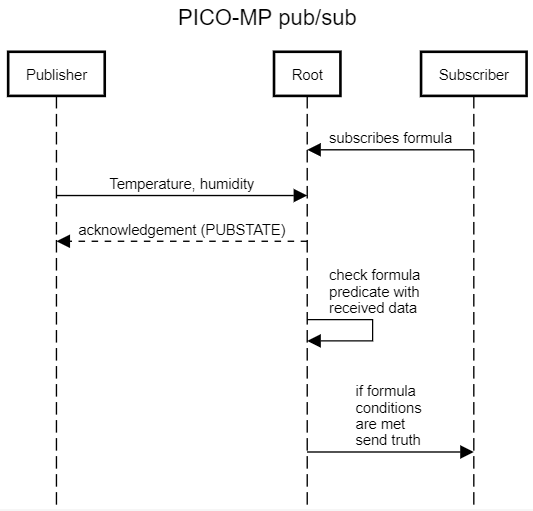 PICO-MP pub/sub
Publisher
Root
Subscriber
subscribes formula
Temperature, humidity
acknowledgement (PUBSTATE)
check formula
predicate with
received data
if formula
conditions
are met
send truth